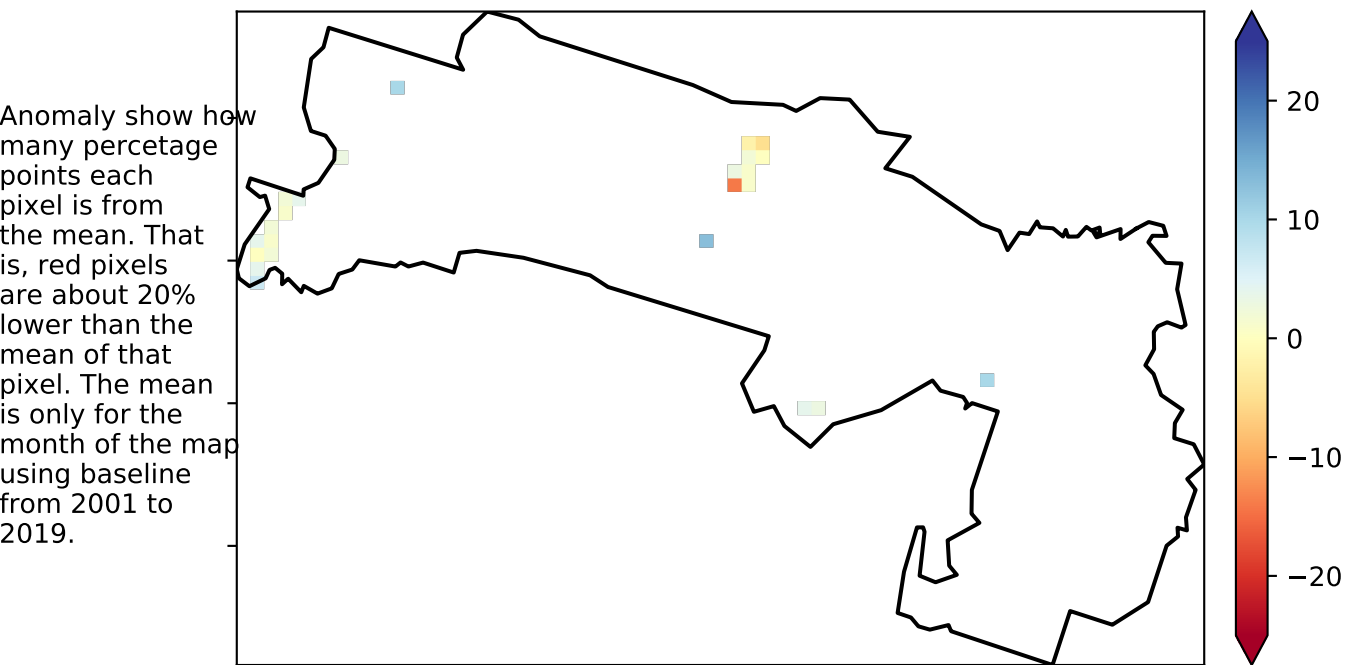 Anomaly show how
many percetage
points each
pixel is from
the mean. That
is, red pixels
are about 20%
lower than the
mean of that
pixel. The mean
is only for the
month of the map
using baseline
from 2001 to
2019.
20
10
0
−10
−20